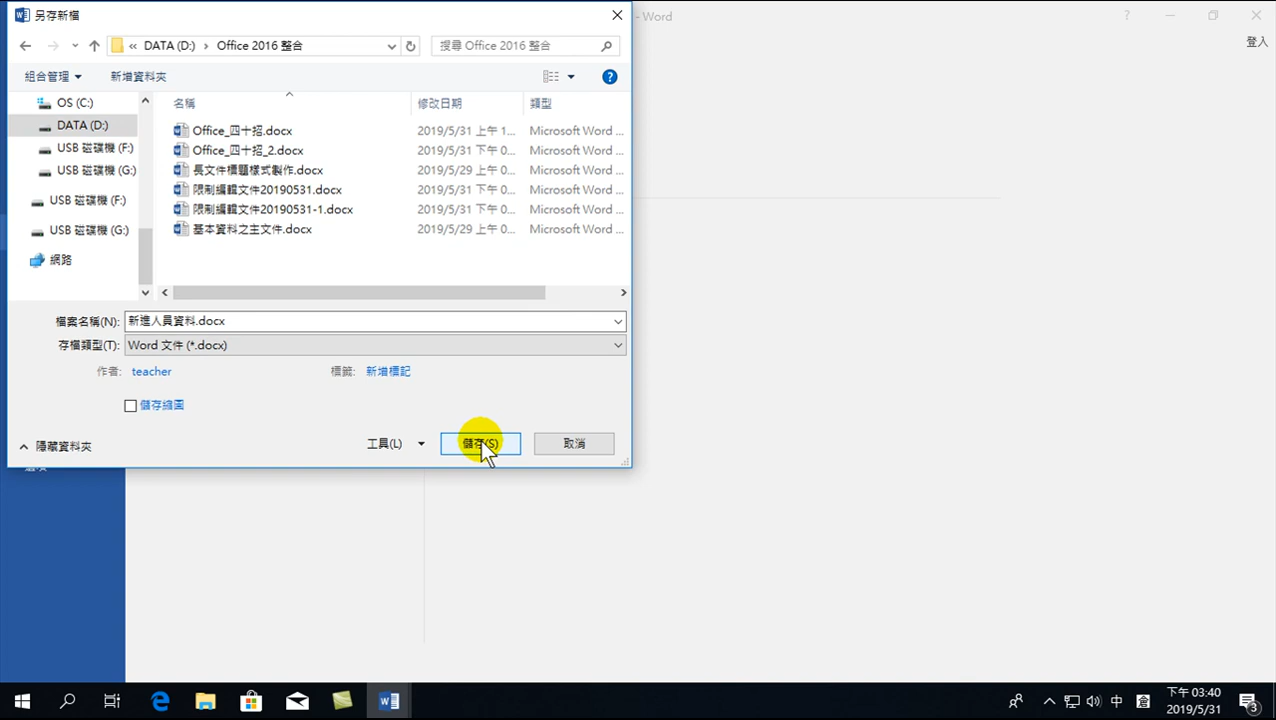 另存新檔
- Word
登入
« DATA (D:) › Office 2016 整合
搜尋 Office 2016 整合
組合管理 新增資料夾
OS (C:)
DATA (D:)
USB 磁碟機 (F:)
USB 磁碟機 (G:)
USB 磁碟機 (F:)
USB 磁碟機 (G:)
網路
名稱 修改日期 類型
Office_四十招.docx 2019/5/31 上午 1... Microsoft Word ...
Office_四十招_2.docx 2019/5/31 下午 0... Microsoft Word ...
長文件標題樣式製作.docx 2019/5/29 上午 0... Microsoft Word ...
限制編輯文件20190531.docx 2019/5/31 下午 0... Microsoft Word ...
限制編輯文件20190531-1.docx 2019/5/31 下午 0... Microsoft Word ...
基本資料之主文件.docx 2019/5/29 上午 0... Microsoft Word ...
檔案名稱(N): 新進人員資料.docx
存檔類型(T): Word 文件 (*.docx)
作者: teacher 標籤: 新增標記
儲存縮圖
隱藏資料夾 工具(L) 儲存(S) 取消
選項
中
倉
下午 03:40
2019/5/31
3